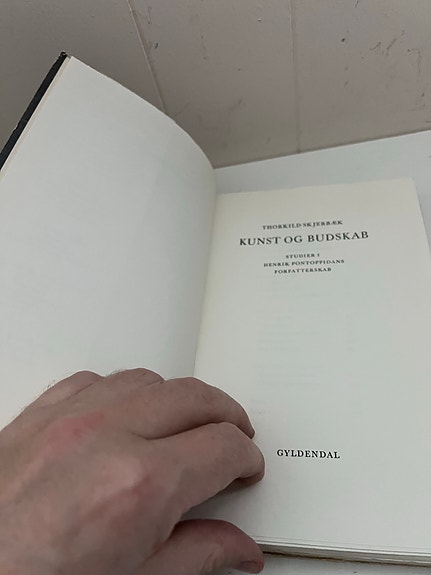 THORKILD SKJERBÆK
KUNST OG BUDSKAB
STUDIER I
HENRIK PONTOPPIDANS
FORFATTERSKAB
GYLDENDAL